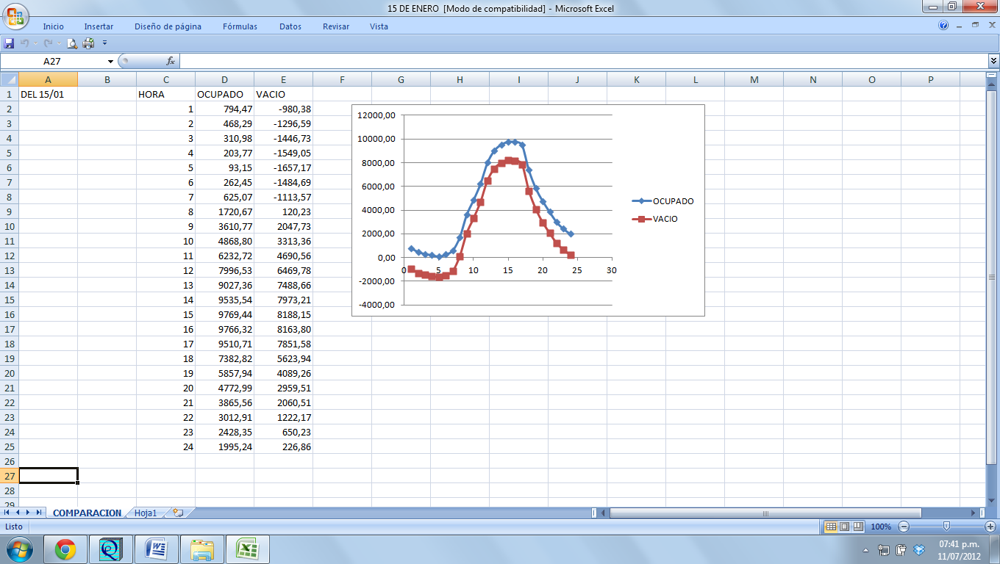 15 DE ENERO [Modo de compatibilidad] - Microsoft Excel
Inicio Insertar Diseño de página Fórmulas Datos Revisar Vista
A27 fx
A B C D E F G H I J K L M N O P
1 DEL 15/01 HORA OCUPADO VACIO
2 1 794,47 -980,38
3 2 468,29 -1296,59
4 3 310,98 -1446,73
5 4 203,77 -1549,05
6 5 93,15 -1657,17
7 6 262,45 -1484,69
8 7 625,07 -1113,57
9 8 1720,67 120,23
10 9 3610,77 2047,73
11 10 4868,80 3313,36
12 11 6232,72 4690,56
13 12 7996,53 6469,78
14 13 9027,36 7488,66
15 14 9535,54 7973,21
16 15 9769,44 8188,15
17 16 9766,32 8163,80
18 17 9510,71 7851,58
19 18 7382,82 5623,94
20 19 5857,94 4089,26
21 20 4772,99 2959,51
22 21 3865,56 2060,51
23 22 3012,91 1222,17
24 23 2428,35 650,23
25 24 1995,24 226,86
26
27
28
29
12000,00
10000,00
8000,00
6000,00
4000,00
2000,00
0,00
-2000,00
-4000,00
0 5 10 15 20 25 30
OCUPADO
VACIO
COMPARACION Hoja1
Listo 100%
07:41 p.m.
11/07/2012